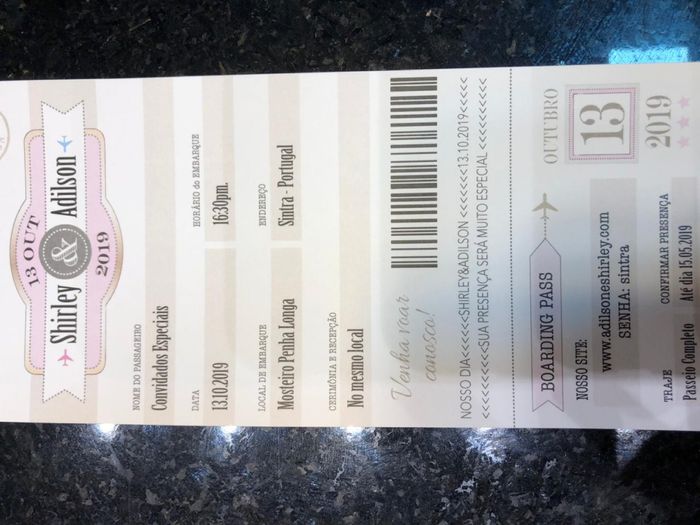 13 OUT
Shirley & Adilson
2019
NOME DO PASSAGEIRO
Convidados Especiais
DATA
HORÁRIO do EMBARQUE
13.10.2019
16:30pm.
LOCAL DE EMBARQUE
ENDEREÇO
Mosteiro Penha Longa
Sintra - Portugal
CERIMÔNIA E RECEPÇÃO
No mesmo local
Venha voar
conosco!
NOSSO DIA<<<<<<<SHIRLEY&ADILSON <<<<<<<13.10.2019<<<<<
<<<<<<<<<SUA PRESENÇA SERÁ MUITO ESPECIAL <<<<<<<<<<
BOARDING PASS
OUTUBRO
13
2019
NOSSO SITE:
www.adilsoneshirley.com
SENHA: sintra
TRAJE
CONFIRMAR PRESENÇA
Passeio Completo
Até dia 15.05.2019